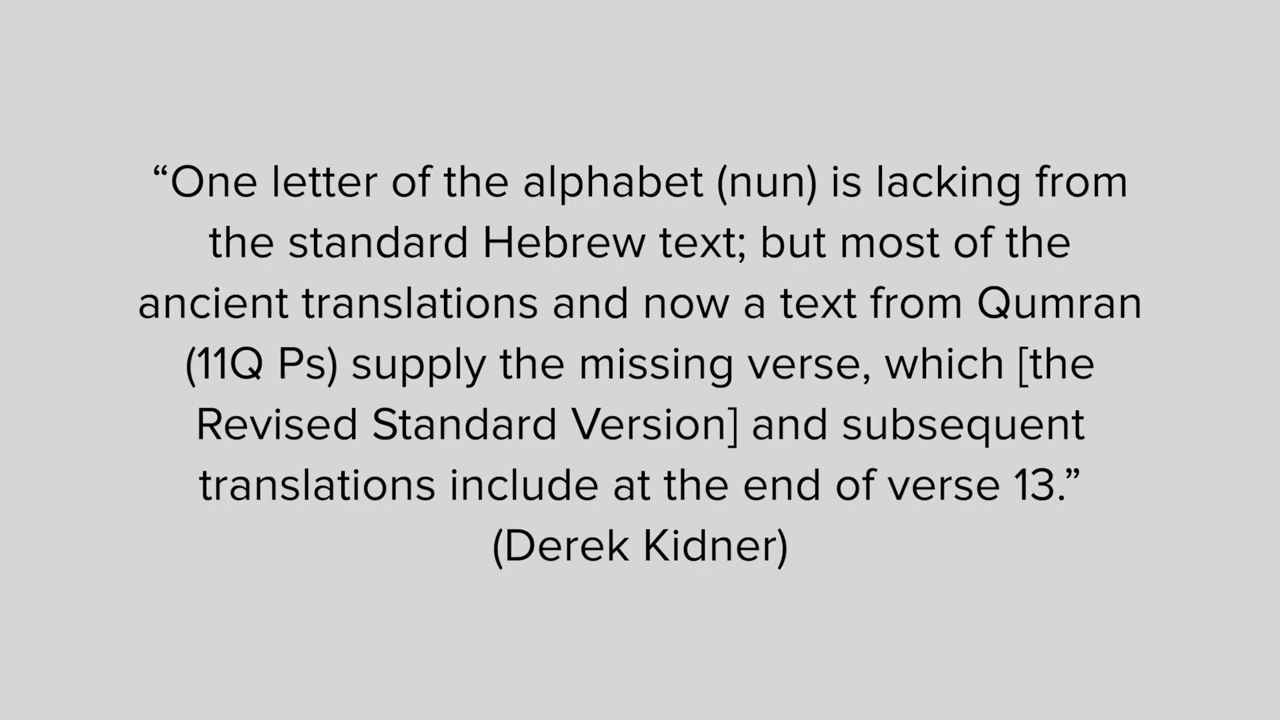 “One letter of the alphabet (nun) is lacking from
the standard Hebrew text; but most of the
ancient translations and now a text from Qumran
(11Q Ps) supply the missing verse, which [the
Revised Standard Version] and subsequent
translations include at the end of verse 13.”
(Derek Kidner)